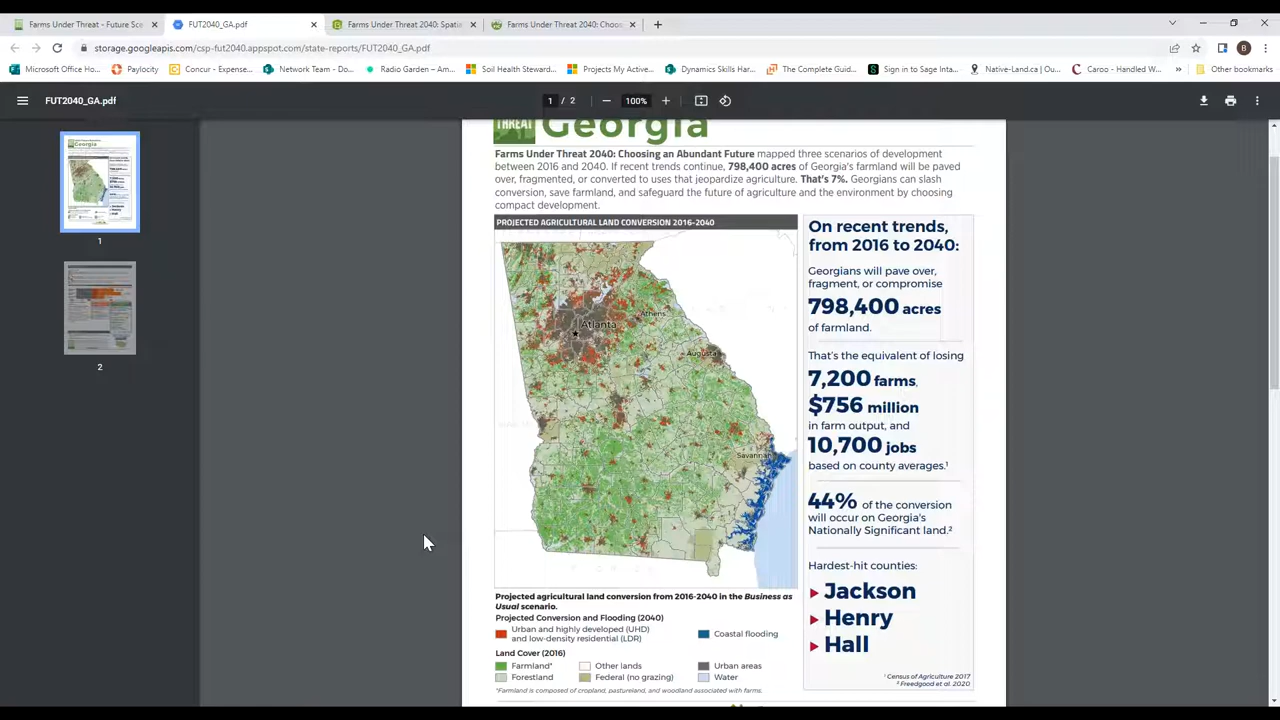 Farms Under Threat - Future Sce
FUT2040_GA.pdf
Farms Under Threat 2040: Spati
Farms Under Threat 2040: Choos
storage.googleapis.com/csp-fut2040.appspot.com/state-reports/FUT2040_GA.pdf
B
Microsoft Office Ho...
Paylocity
Concur - Expense...
Network Team - Do...
Radio Garden – Am...
Soil Health Steward...
Projects My Active...
Dynamics Skills Har...
The Complete Guid...
Sign in to Sage Inta...
Native-Land.ca | Ou...
Caroo - Handled W...
»
Other bookmarks
FUT2040_GA.pdf
1 / 2
100%
1
2
THREAT
Georgia
Farms Under Threat 2040: Choosing an Abundant Future mapped three scenarios of development
between 2016 and 2040. If recent trends continue, 798,400 acres of Georgia's farmland will be paved
over, fragmented, or converted to uses that jeopardize agriculture. That's 7%. Georgians can slash
conversion, save farmland, and safeguard the future of agriculture and the environment by choosing
compact development.
PROJECTED AGRICULTURAL LAND CONVERSION 2016-2040
Atlanta
Athens
Augusta
Savannah
Projected agricultural land conversion from 2016-2040 in the Business as
Usual scenario.
Projected Conversion and Flooding (2040)
Urban and highly developed (UHD)
and low-density residential (LDR)
Coastal flooding
Land Cover (2016)
Farmland*
Other lands
Urban areas
Forestland
Federal (no grazing)
Water
*Farmland is composed of cropland, pastureland, and woodland associated with farms.
On recent trends,
from 2016 to 2040:
Georgians will pave over,
fragment, or compromise
798,400 acres
of farmland.
That's the equivalent of losing
7,200 farms,
$756 million
in farm output, and
10,700 jobs
based on county averages.¹
44% of the conversion
will occur on Georgia's
Nationally Significant land.²
Hardest-hit counties:
Jackson
Henry
Hall
¹ Census of Agriculture 2017
² Freedgood et al. 2020